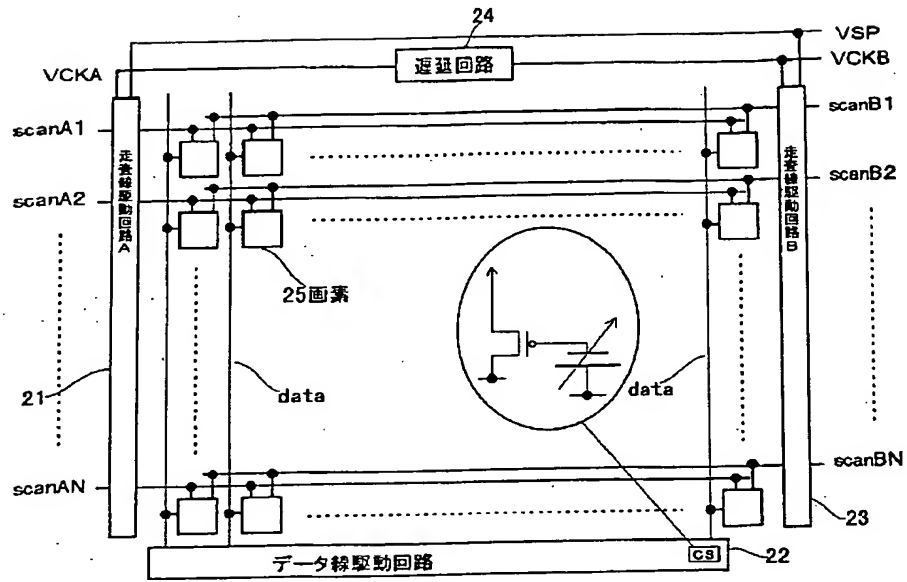 24
VSP
VCKA
遅延回路
VCKB
scanA1
scanB1
走査線駆動回路A
走査線駆動回路B
scanA2
scanB2
25画素
21
data
data
scanAN
scanBN
23
データ線駆動回路
CS
22